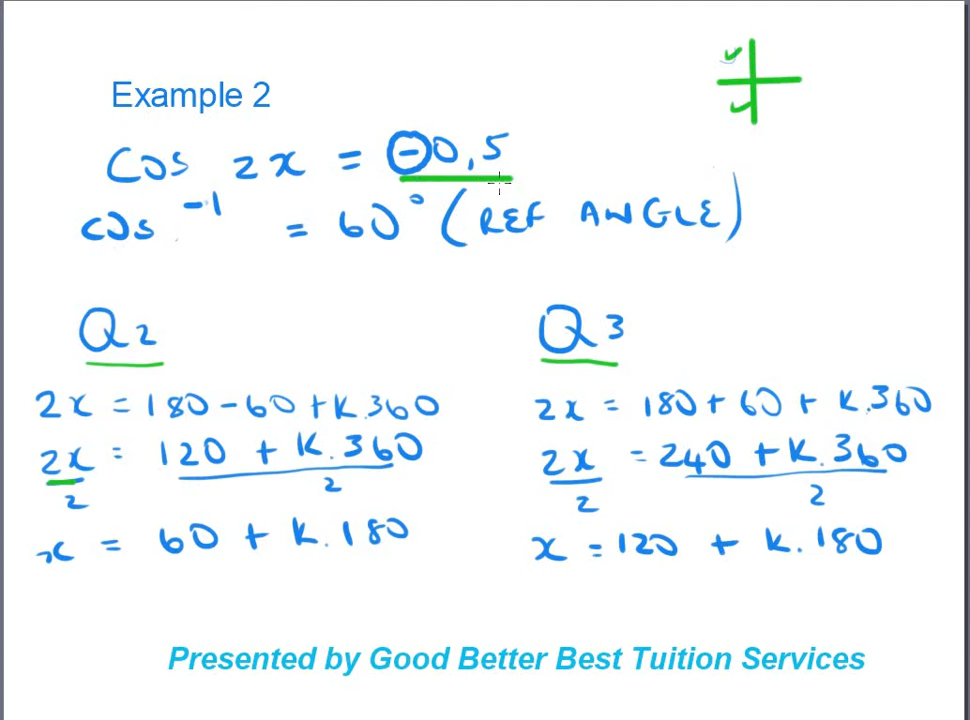 Example 2
cos 2x = -0,5
cos -1 = 60° (REF ANGLE)
Q2
2x = 180 - 60 + K.360
2x = 120 + K.360
2 2
x = 60 + K.180
Q3
2x = 180 + 60 + K.360
2x = 240 + K.360
2 2
x = 120 + K.180
Presented by Good Better Best Tuition Services